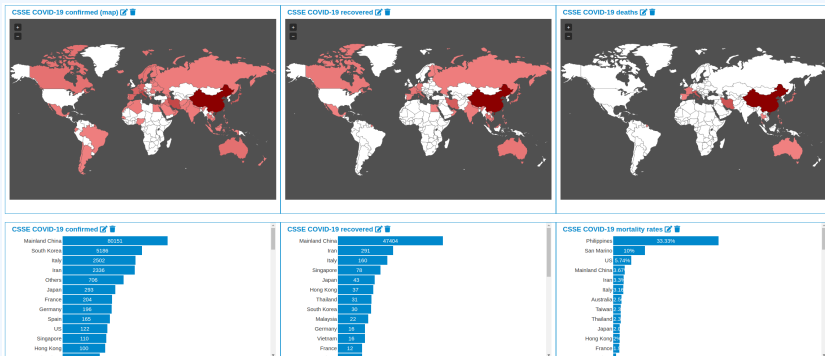 CSSE COVID-19 confirmed (map)
CSSE COVID-19 recovered
CSSE COVID-19 deaths
+
−
+
−
+
−
CSSE COVID-19 confirmed
Mainland China 80151
South Korea 5186
Italy 2502
Iran 2336
Others 706
Japan 293
France 204
Germany 196
Spain 165
US 122
Singapore 110
Hong Kong 100
CSSE COVID-19 recovered
Mainland China 47404
Iran 291
Italy 160
Singapore 78
Japan 43
Hong Kong 37
Thailand 31
South Korea 30
Malaysia 22
Germany 16
Vietnam 16
France 12
CSSE COVID-19 mortality rates
Philippines 33.33%
San Marino 10%
US 5.74%
Mainland China
Iran
Italy
Australia
Taiwan
Thailand
Japan
Hong Kong
France